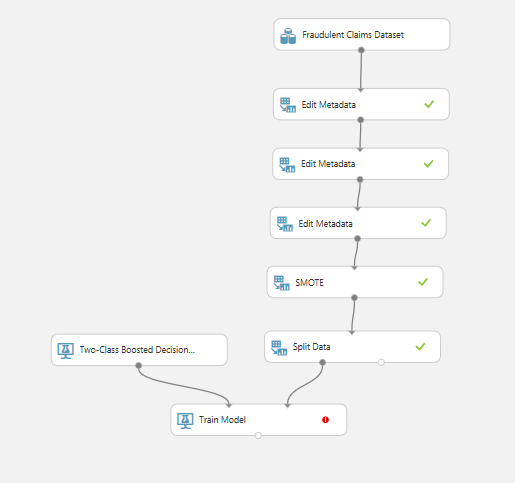 Fraudulent Claims Dataset
Edit Metadata
Edit Metadata
Edit Metadata
SMOTE
Two-Class Boosted Decision...
Split Data
Train Model